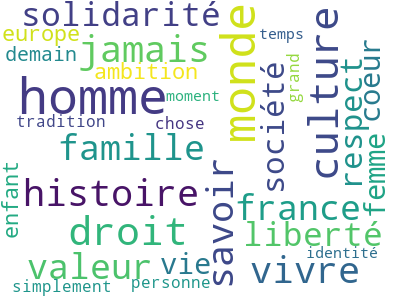 solidarité
europe
jamais
temps
demain
ambition
grand
monde
culture
homme
moment
société
respect
coeur
tradition
chose
famille
femme
enfant
histoire
savoir
france
droit
liberté
valeur
vie
vivre
identité
simplement
personne